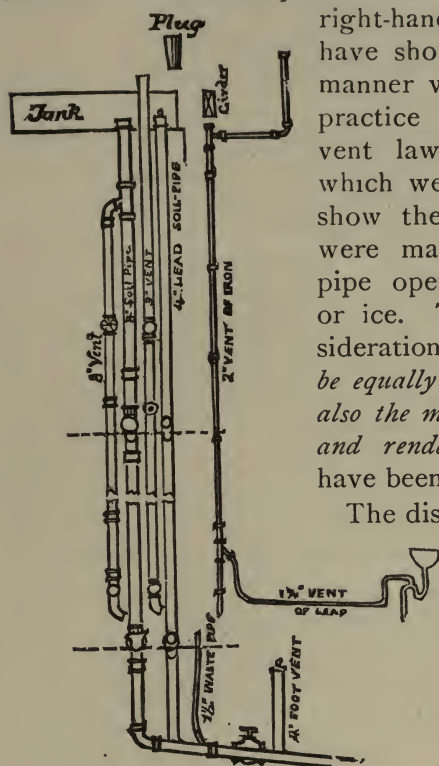 Plug
Girder
Tank
4" LEAD SOIL-PIPE
Soil Pipe
3" VENT
3" Vent
2" VENT OF IRON
1½" VENT
OF LEAD
1½" WASTE PIPE
4" FOOT VENT
right-hand
have sho
manner v
practice
vent law
which we
show the
were ma
pipe ope
or ice.
sideration
be equally
also the m
and rende
have been
The dis